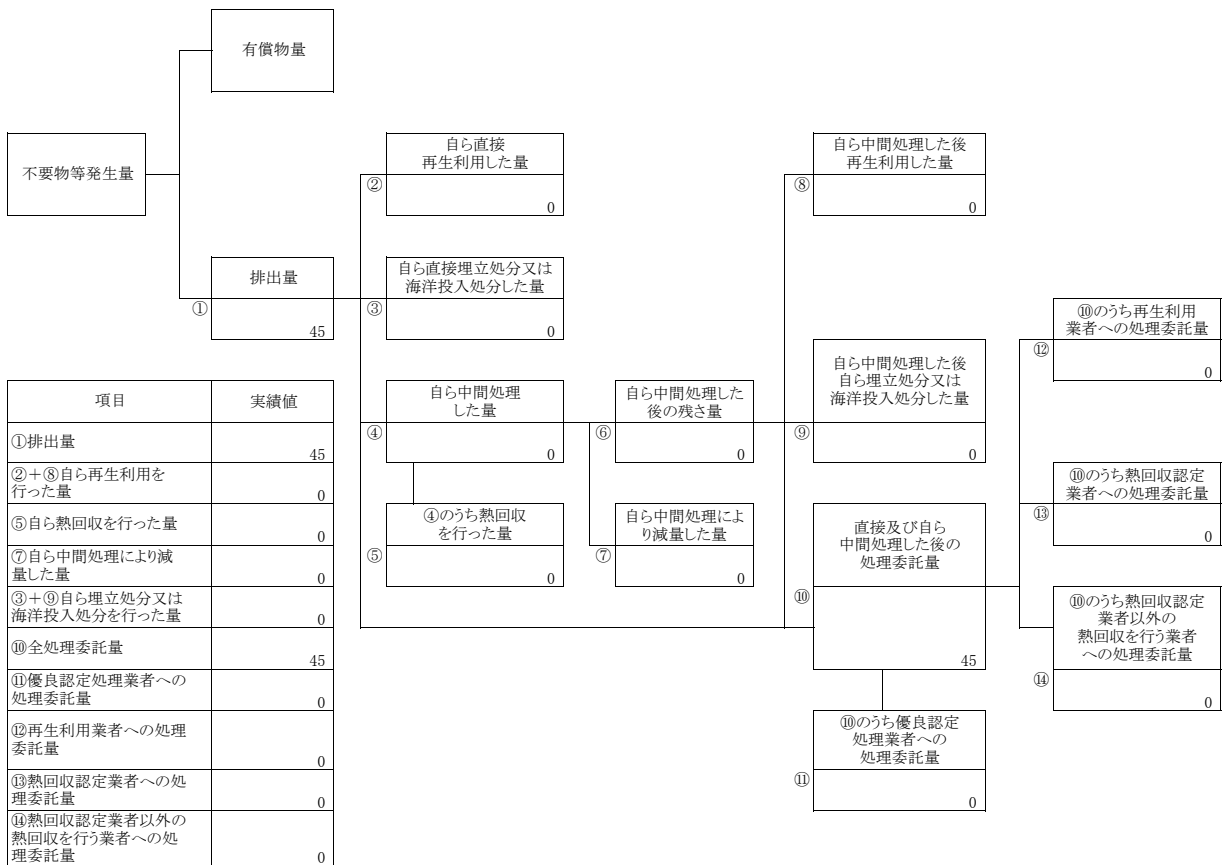 有償物量
不要物等発生量
自ら直接
再生利用した量
②
0
自ら中間処理した後
再生利用した量
⑧
0
排出量
①
45
自ら直接埋立処分又は
海洋投入処分した量
③
0
⑩のうち再生利用
業者への処理委託量
⑫
0
自ら中間処理
した量
④
0
自ら中間処理した
後の残さ量
⑥
0
自ら中間処理した後
自ら埋立処分又は
海洋投入処分した量
⑨
0
⑩のうち熱回収認定
業者への処理委託量
⑬
0
④のうち熱回収
を行った量
⑤
0
自ら中間処理によ
り減量した量
⑦
0
直接及び自ら
中間処理した後の
処理委託量
⑩
45
⑩のうち熱回収認定
業者以外の
熱回収を行う業者
への処理委託量
⑭
0
⑩のうち優良認定
処理業者への
処理委託量
⑪
0
項目 実績値
①排出量
45
②＋⑧自ら再生利用を
行った量
0
⑤自ら熱回収を行った量
0
⑦自ら中間処理により減
量した量
0
③＋⑨自ら埋立処分又は
海洋投入処分を行った量
0
⑩全処理委託量
45
⑪優良認定処理業者への
処理委託量
0
⑫再生利用業者への処理
委託量
0
⑬熱回収認定業者への処
理委託量
0
⑭熱回収認定業者以外の
熱回収を行う業者への処
理委託量
0